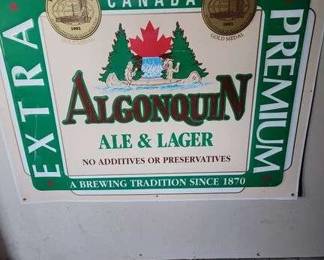 CANADA
EXTRA
PREMIUM
GOLD MEDAL
ALGONQUIN
ALE & LAGER
NO ADDITIVES OR PRESERVATIVES
A BREWING TRADITION SINCE 1870